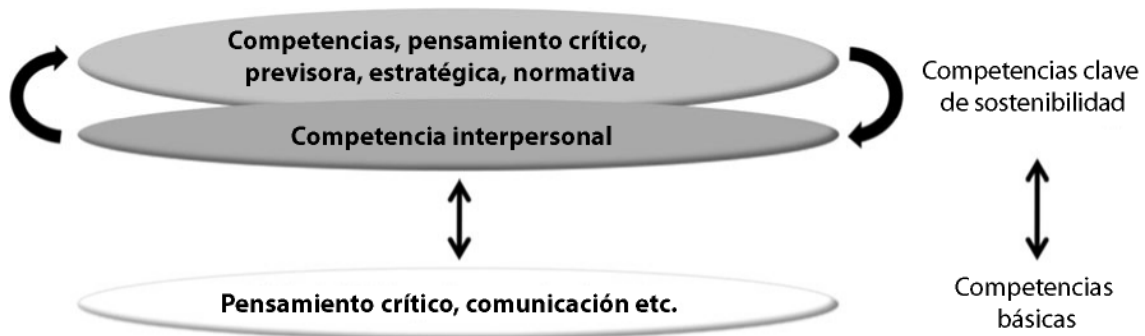 Competencias, pensamiento crítico,
previsora, estratégica, normativa
Competencia interpersonal
Competencias clave
de sostenibilidad
Pensamiento crítico, comunicación etc.
Competencias
básicas